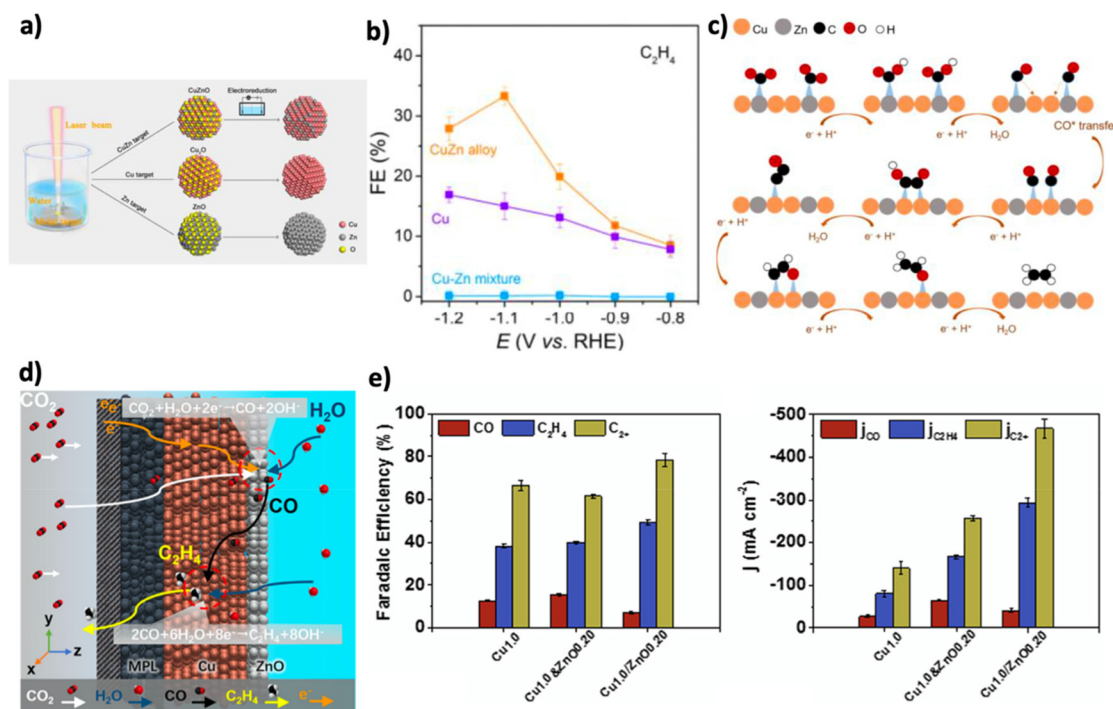 a)
Laser beam
Water
CuZn target
Cu target
Zn target
CuZnO
Electroreduction
Cu₂O
ZnO
Cu
Zn
O
b)
C₂H₄
FE (%)
40
30
20
10
0
CuZn alloy
Cu
Cu-Zn mixture
-1.2 -1.1 -1.0 -0.9 -0.8
E (V vs. RHE)
c)
Cu Zn C O H
e⁻ + H⁺
e⁻ + H⁺
H₂O
CO* transfer
e⁻ + H⁺
H₂O
e⁻ + H⁺
e⁻ + H⁺
e⁻ + H⁺
e⁻ + H⁺
H₂O
d)
CO₂
e⁻
CO₂+H₂O+2e⁻→CO+2OH⁻
H₂O
CO
C₂H₄
2CO+6H₂O+8e⁻→C₂H₄+8OH⁻
y
x
z
MPL Cu ZnO
CO₂ H₂O CO C₂H₄ e⁻
e)
Faradaic Efficiency (%)
100
80
60
40
20
0
CO C₂H₄ C₂₊
Cu1.0
Cu1.0&ZnO0.20
Cu1.0/ZnO0.20
J (mA cm⁻²)
-500
-400
-300
-200
-100
0
jCO jC2H4 jC2+
Cu1.0
Cu1.0&ZnO0.20
Cu1.0/ZnO0.20